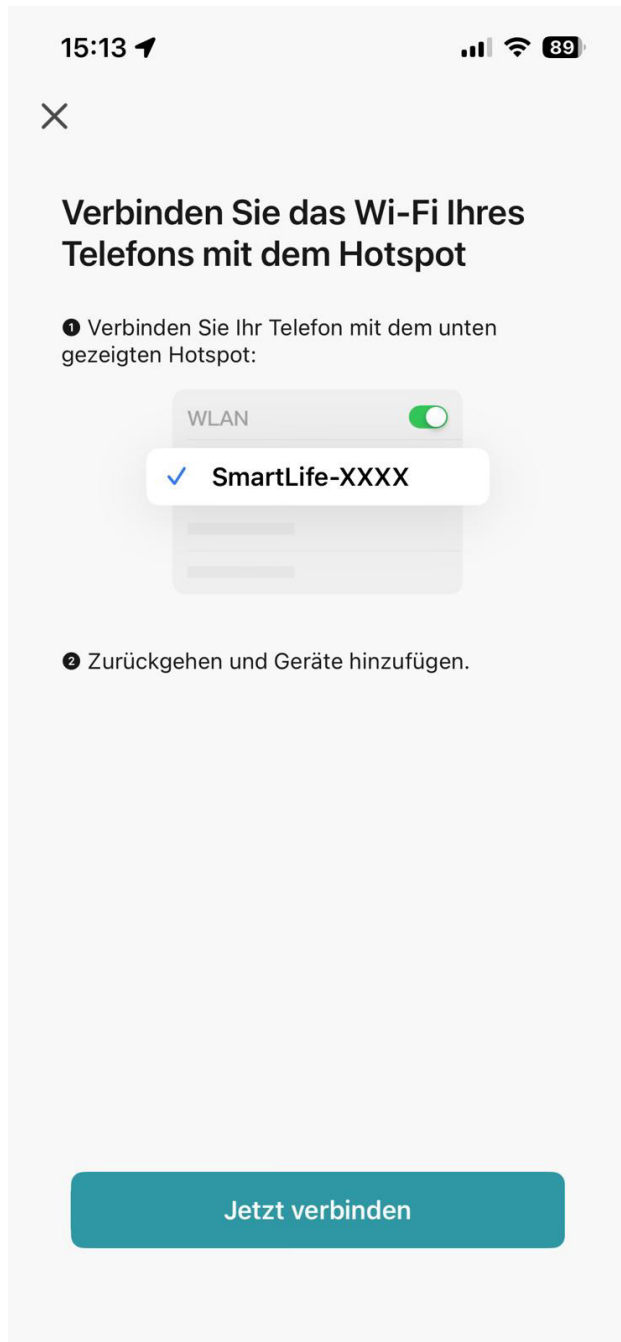 15:13
89
Verbinden Sie das Wi-Fi Ihres
Telefons mit dem Hotspot
❶ Verbinden Sie Ihr Telefon mit dem unten
gezeigten Hotspot:
WLAN
SmartLife-XXXX
❷ Zurückgehen und Geräte hinzufügen.
Jetzt verbinden